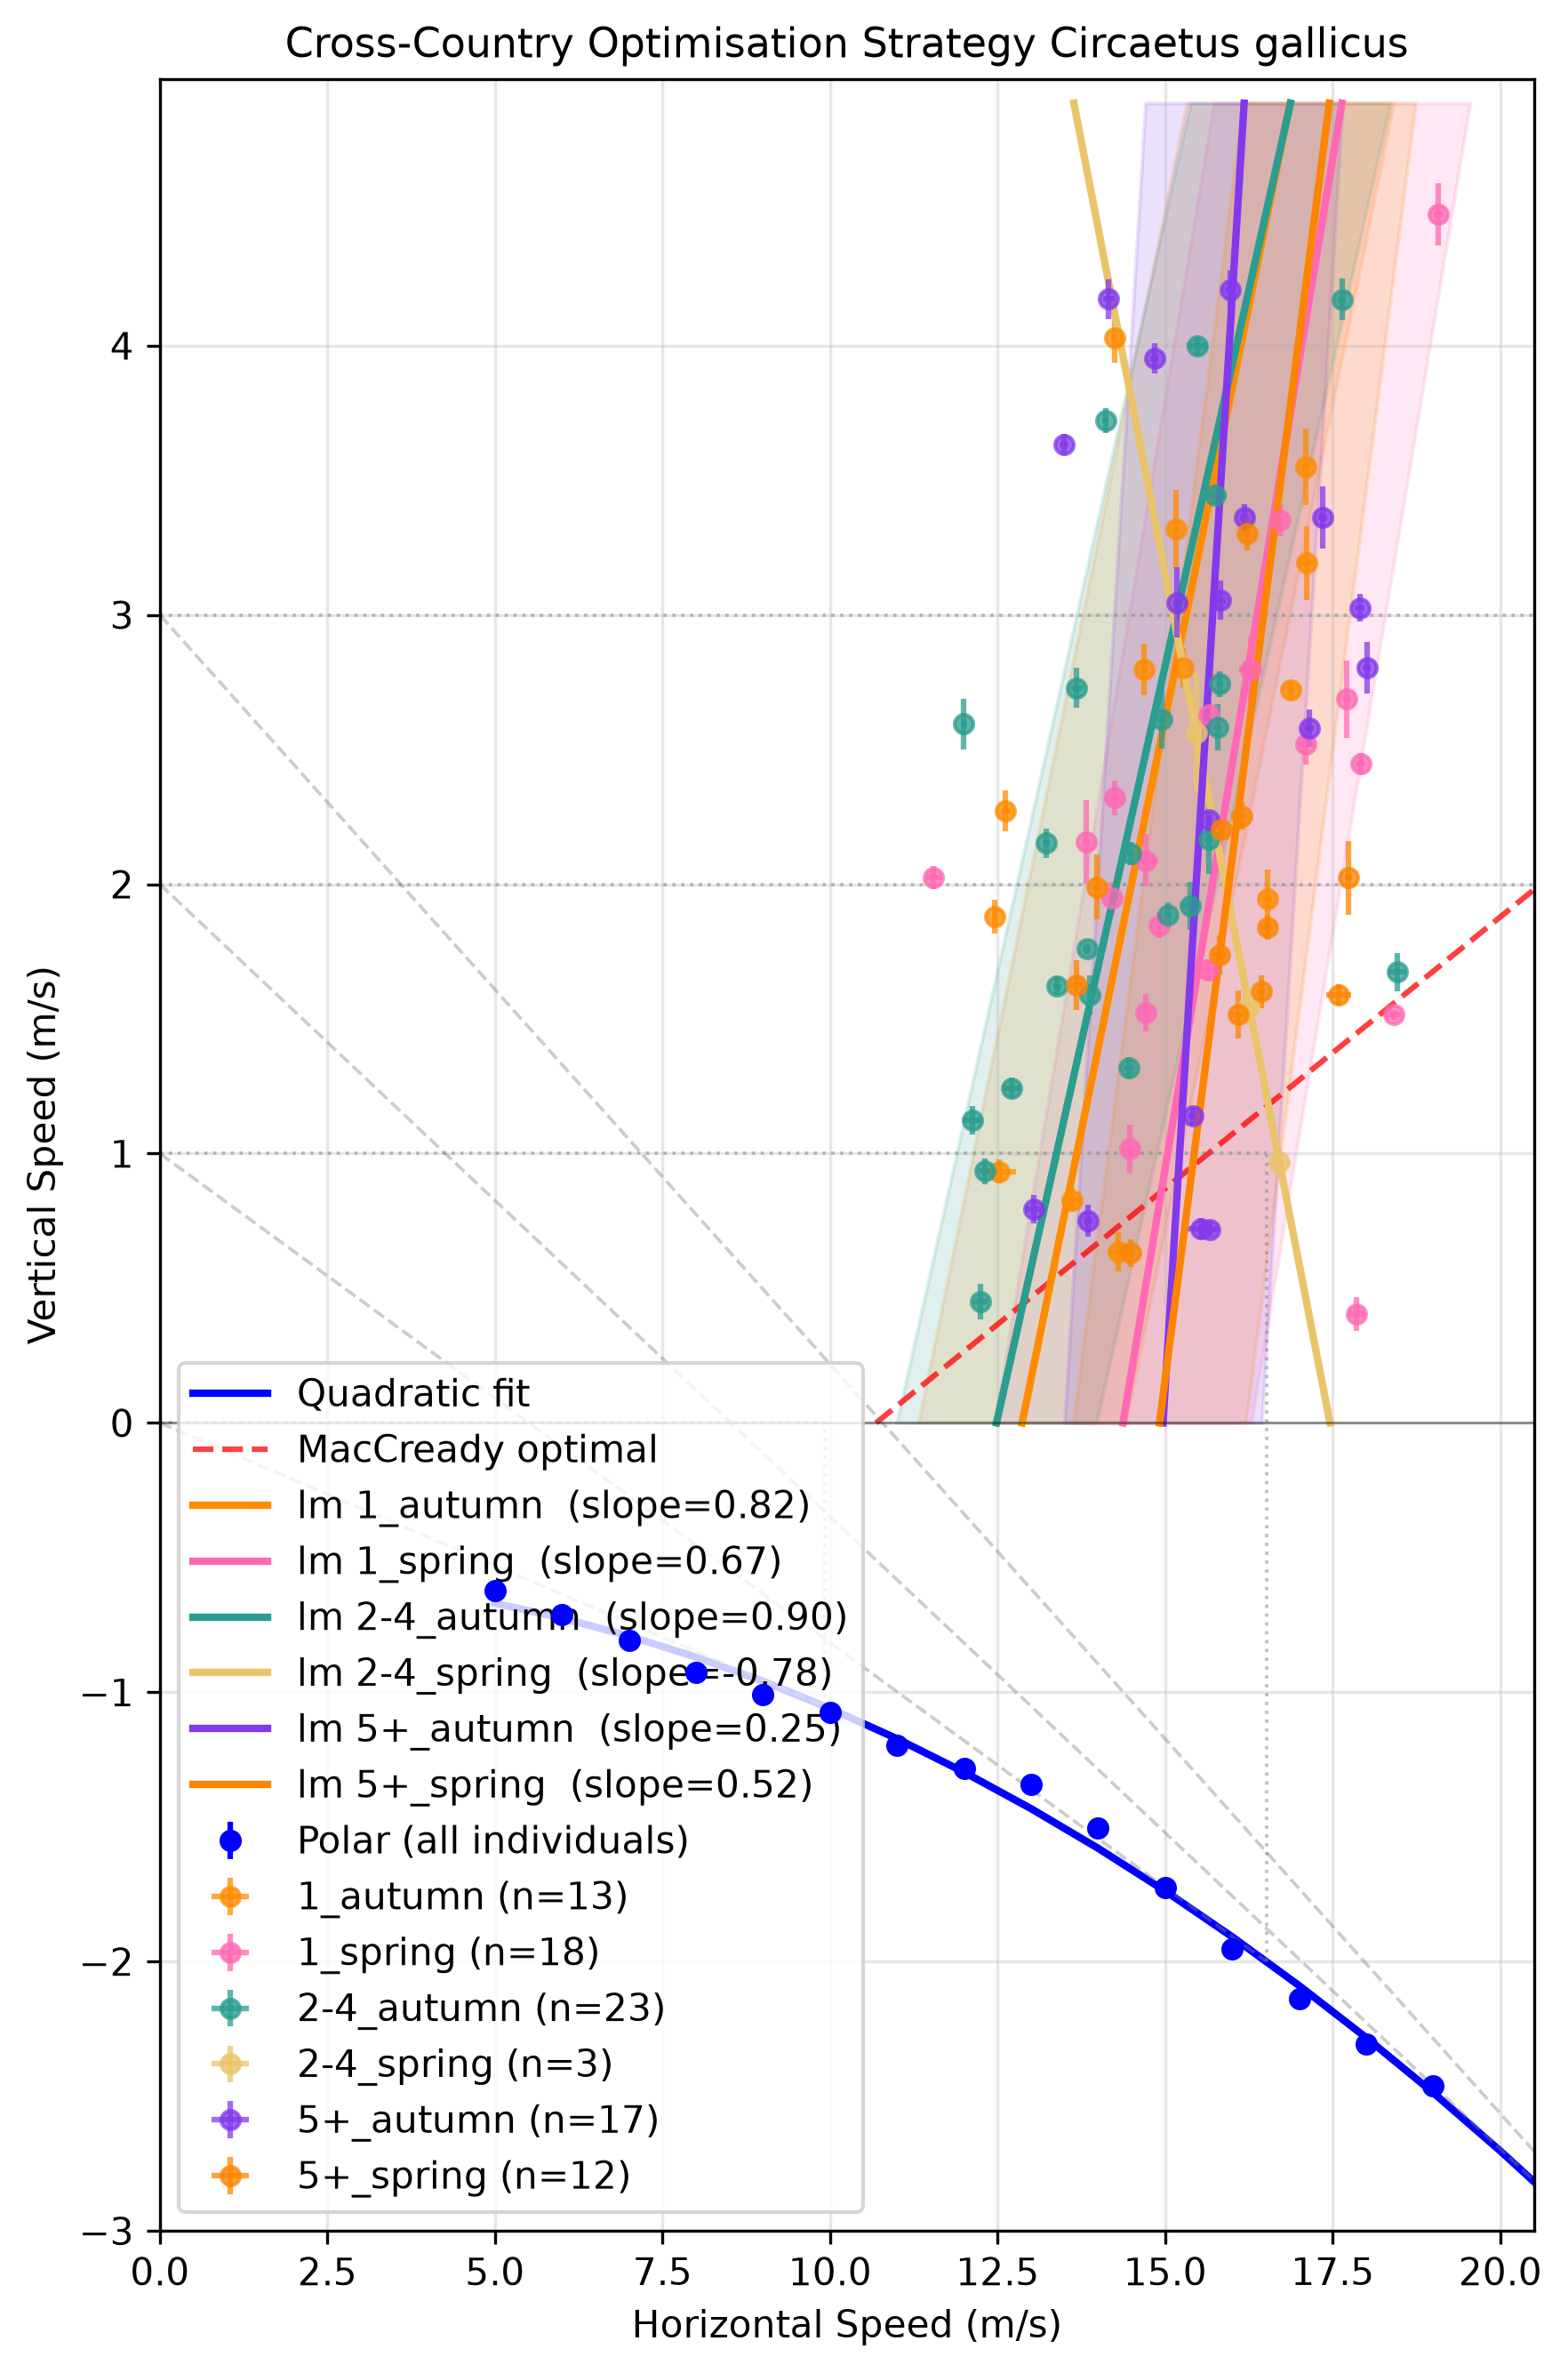 Cross-Country Optimisation Strategy Circaetus gallicus
Vertical Speed (m/s)
4
3
2
1
0
−1
−2
−3
Quadratic fit
MacCready optimal
lm 1_autumn (slope=0.82)
lm 1_spring (slope=0.67)
lm 2-4_autumn (slope=0.90)
lm 2-4_spring (slope=-0.78)
lm 5+_autumn (slope=0.25)
lm 5+_spring (slope=0.52)
Polar (all individuals)
1_autumn (n=13)
1_spring (n=18)
2-4_autumn (n=23)
2-4_spring (n=3)
5+_autumn (n=17)
5+_spring (n=12)
0.0 2.5 5.0 7.5 10.0 12.5 15.0 17.5 20.0
Horizontal Speed (m/s)